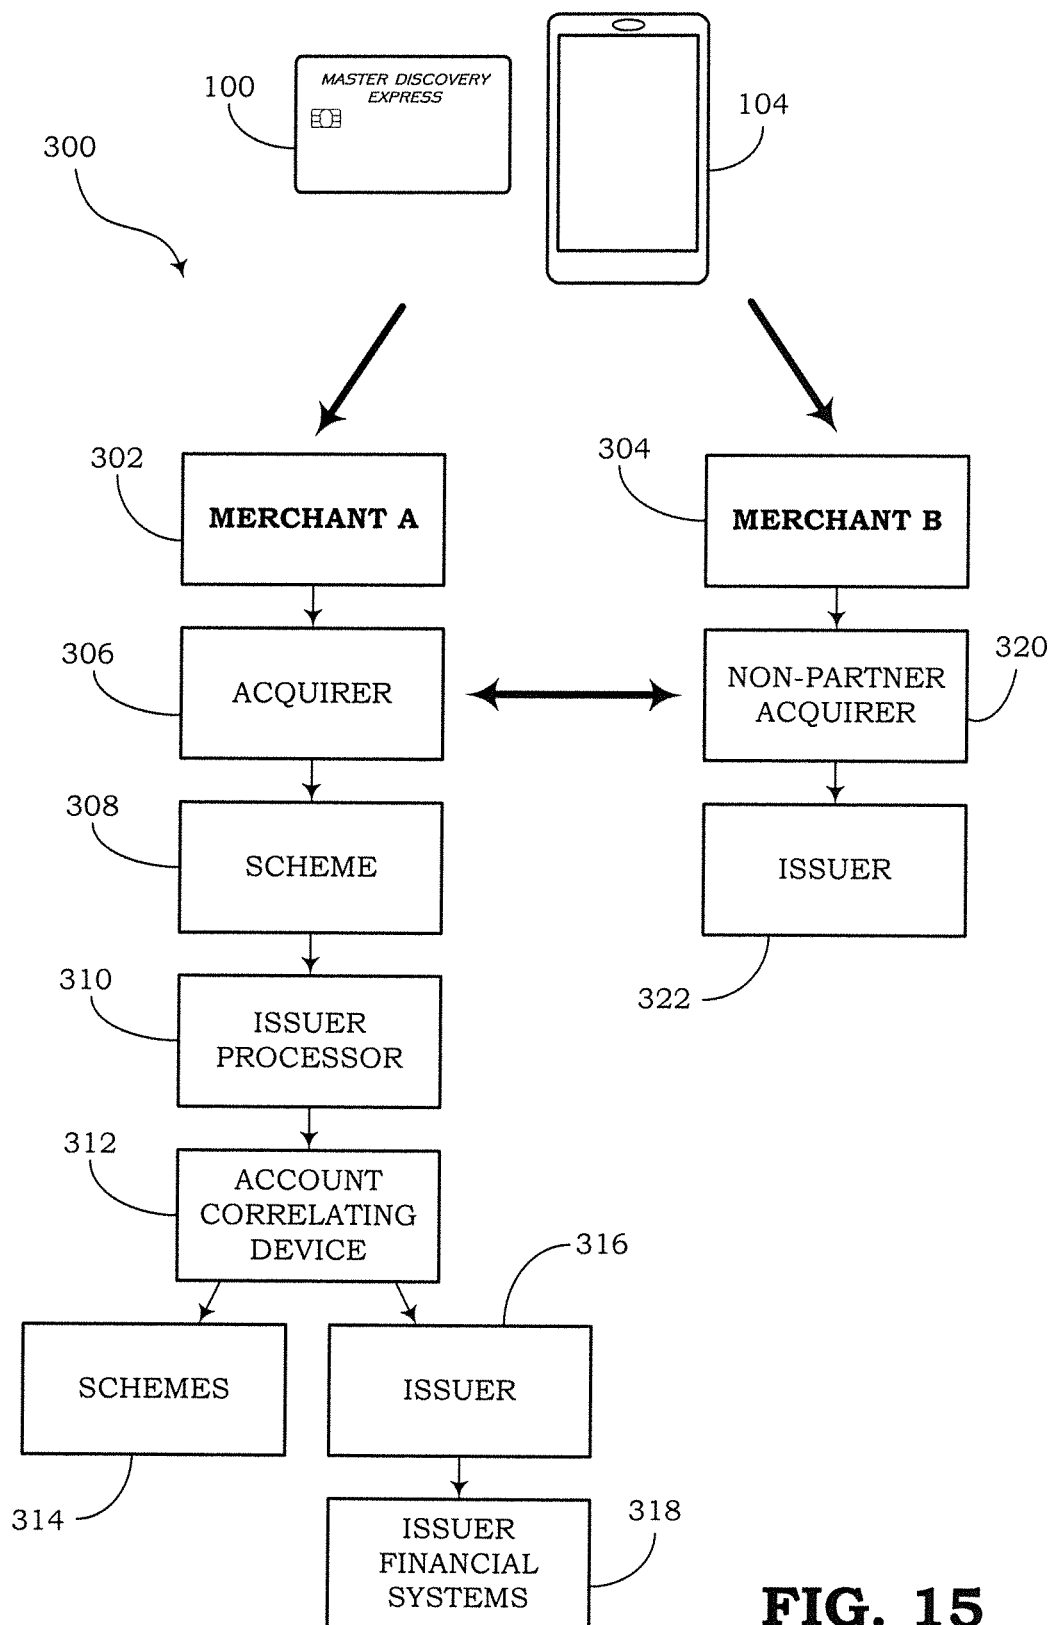 MASTER DISCOVERY
EXPRESS
100
104
300
302
MERCHANT A
304
MERCHANT B
306
ACQUIRER
NON-PARTNER
ACQUIRER
320
308
SCHEME
ISSUER
322
310
ISSUER
PROCESSOR
312
ACCOUNT
CORRELATING
DEVICE
316
SCHEMES
ISSUER
314
ISSUER
FINANCIAL
SYSTEMS
318
FIG. 15